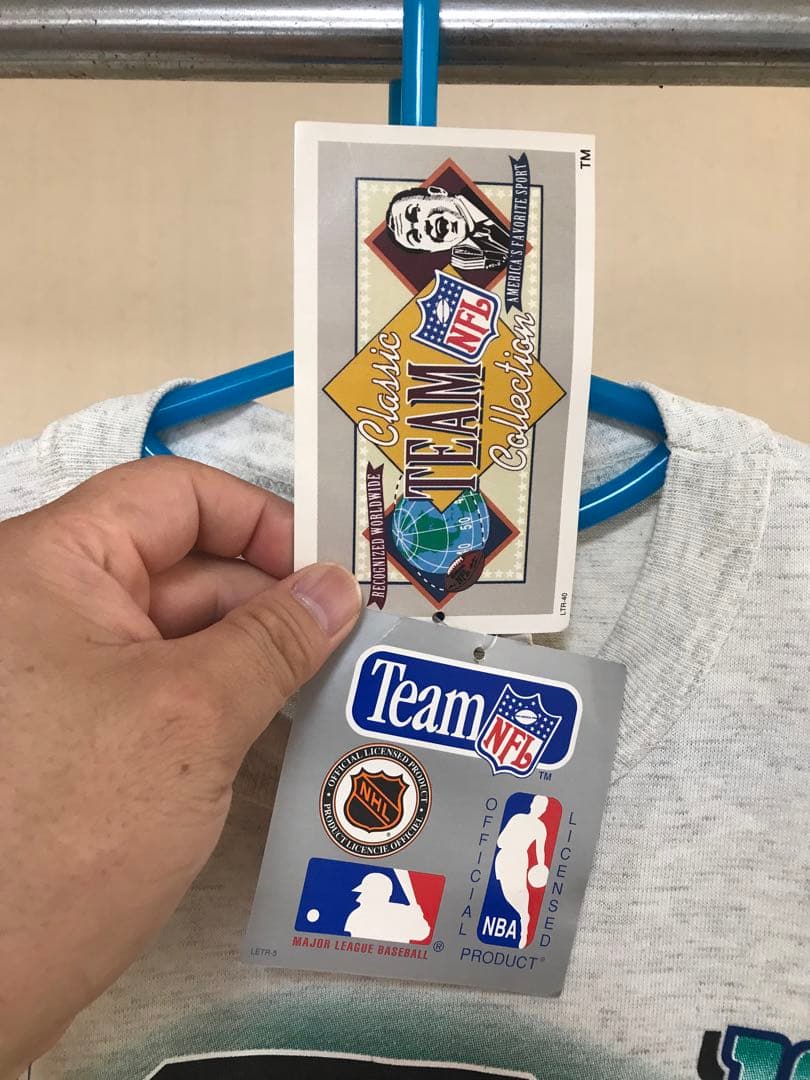 TM
AMERICA'S FAVORITE SPORT
NFL
Classic
TEAM
Collection
RECOGNIZED WORLDWIDE
50
LTR-40
Team NFL
TM
OFFICIAL LICENSED PRODUCT
NHL
PRODUIT LICENCIE OFFICIEL
OFFICIAL
LICENSED
NBA
PRODUCT®
MAJOR LEAGUE BASEBALL®
LETR-5